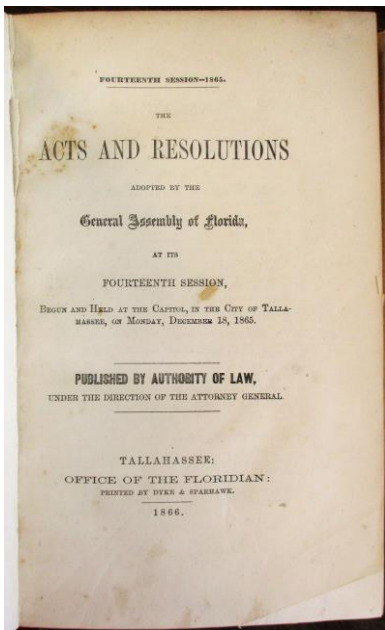 FOURTEENTH SESSION—1865.
THE
ACTS AND RESOLUTIONS
ADOPTED BY THE
General Assembly of Florida,
AT ITS
FOURTEENTH SESSION,
BEGUN AND HELD AT THE CAPITOL, IN THE CITY OF TALLA-
HASSEE, ON MONDAY, DECEMBER 18, 1865.
PUBLISHED BY AUTHORITY OF LAW,
UNDER THE DIRECTION OF THE ATTORNEY GENERAL.
TALLAHASSEE:
OFFICE OF THE FLORIDIAN:
PRINTED BY DYKE & SPARHAWK.
1866.